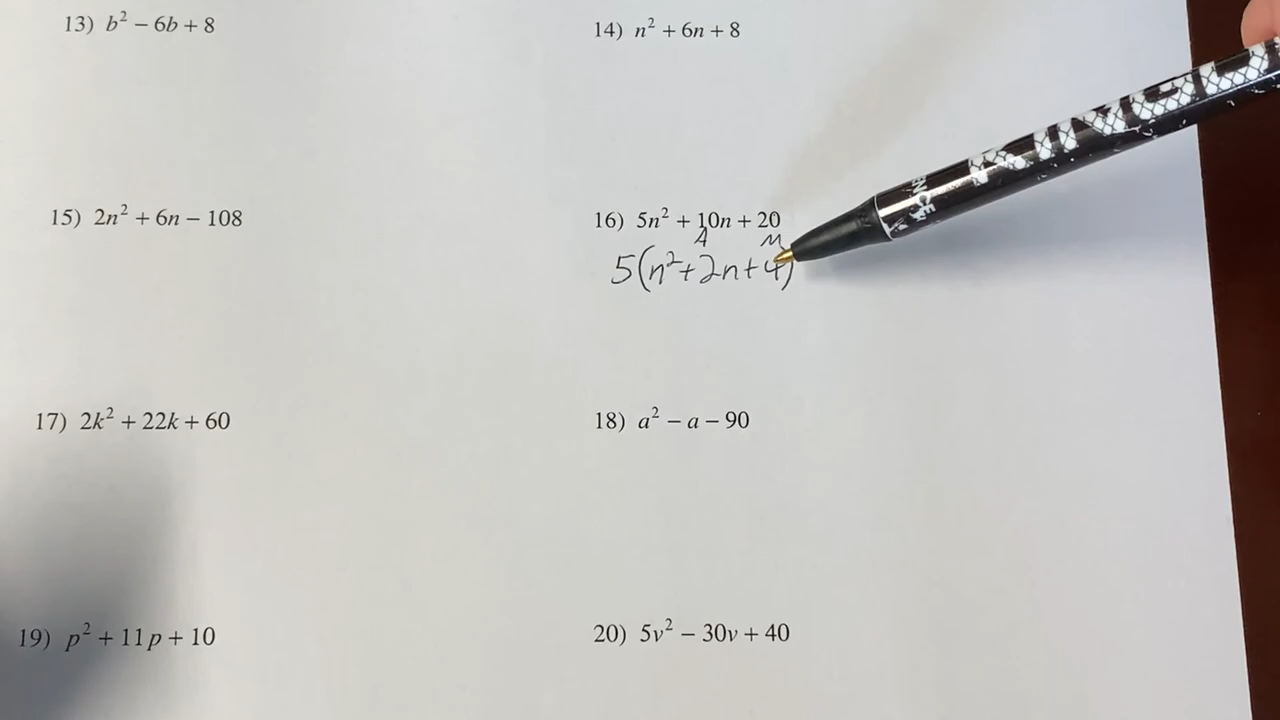 13) b² − 6b + 8
14) n² + 6n + 8
15) 2n² + 6n − 108
16) 5n² + 10n + 20
A M
5(n²+2n+4)
17) 2k² + 22k + 60
18) a² − a − 90
19) p² + 11p + 10
20) 5v² − 30v + 40